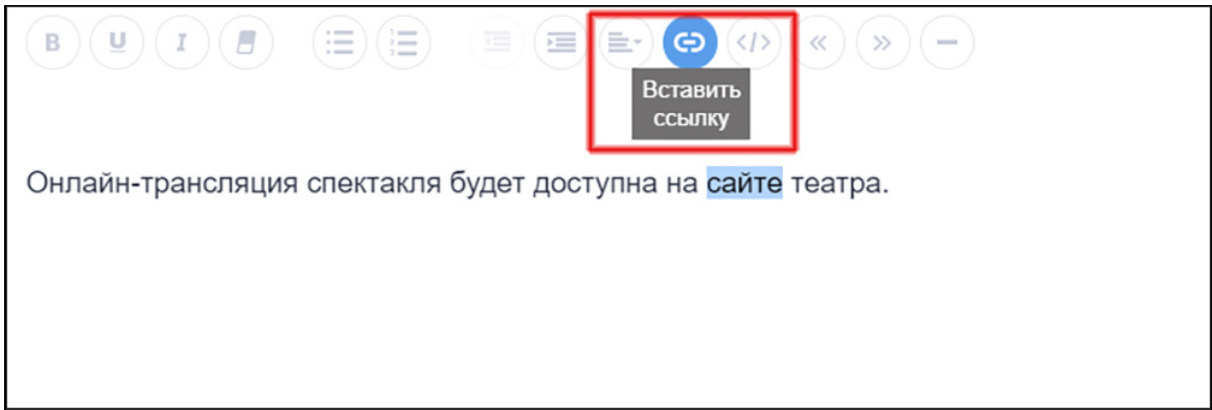 B U I </> « » —
Вставить
ссылку
Онлайн-трансляция спектакля будет доступна на сайте театра.